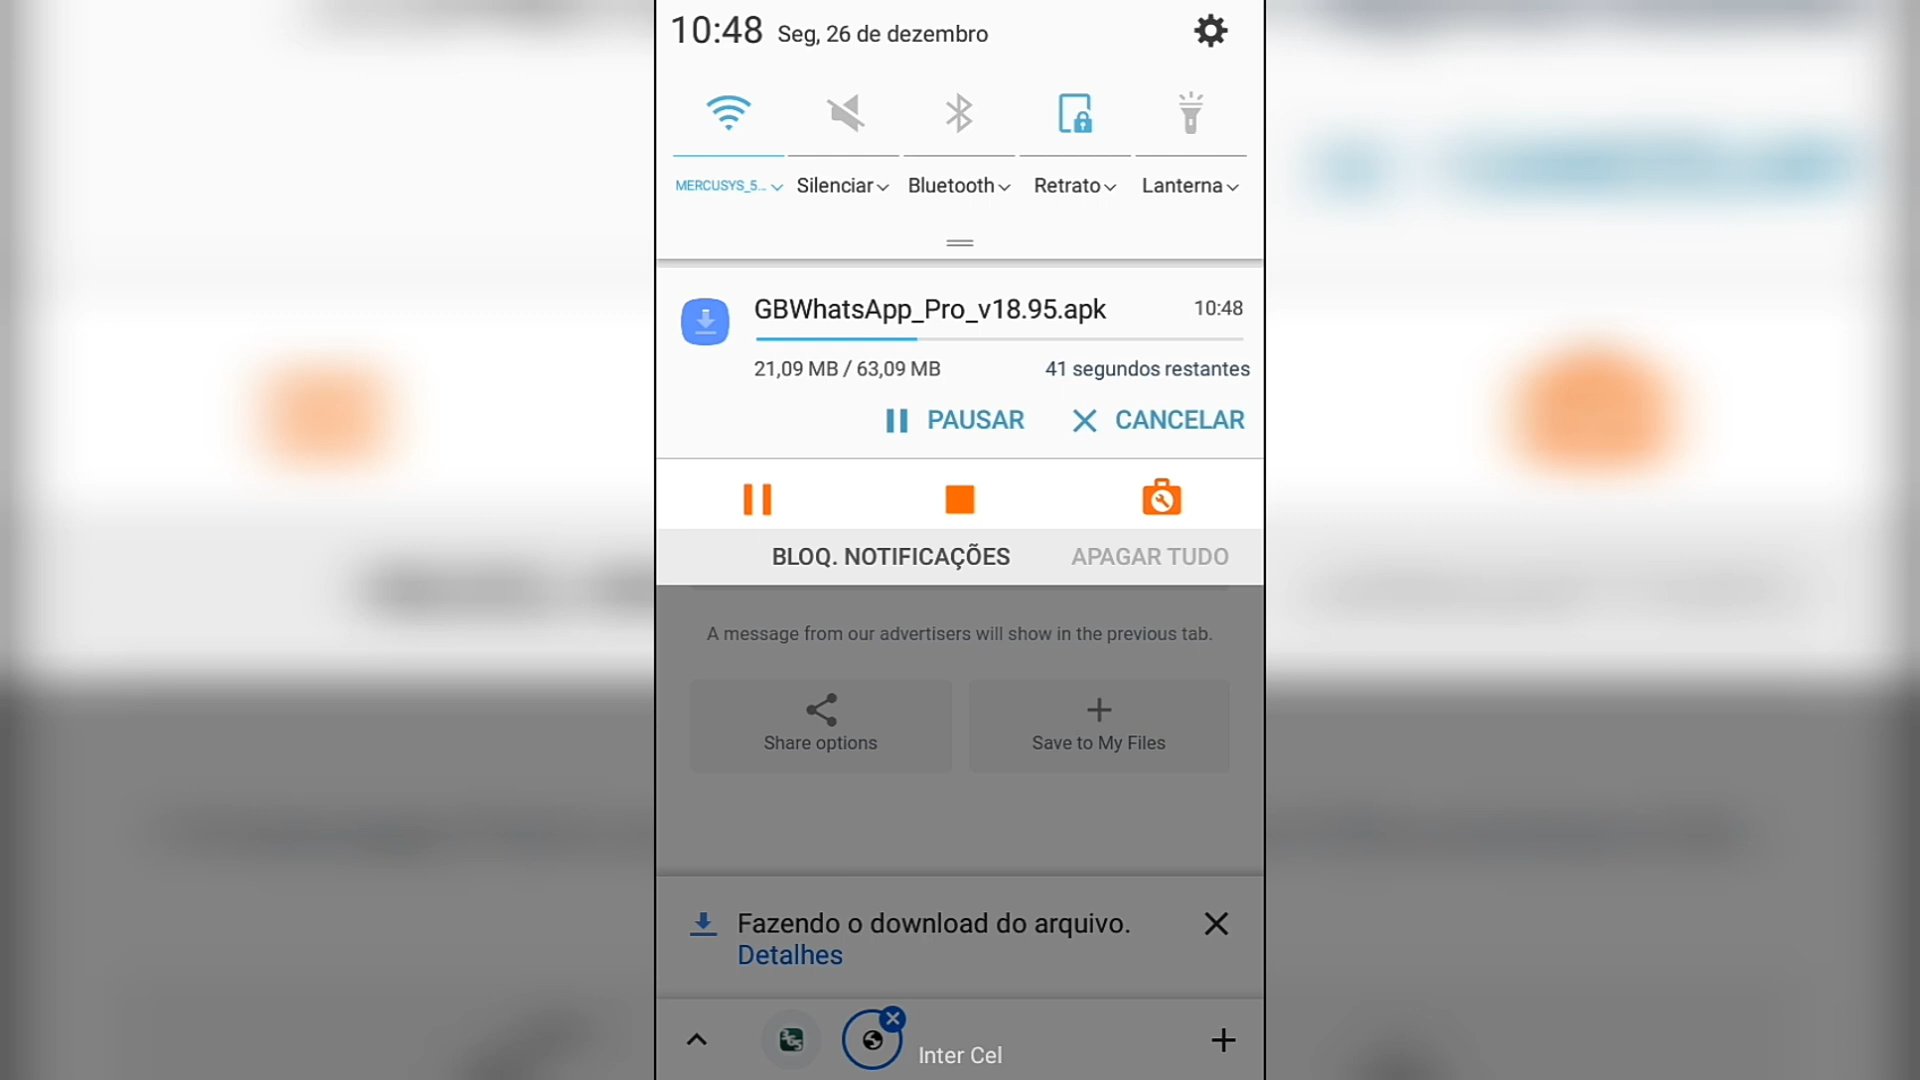 10:48 Seg, 26 de dezembro
MERCUSYS_5... Silenciar Bluetooth Retrato Lanterna
GBWhatsApp_Pro_v18.95.apk 10:48
21,09 MB / 63,09 MB 41 segundos restantes
PAUSAR CANCELAR
BLOQ. NOTIFICAÇÕES APAGAR TUDO
A message from our advertisers will show in the previous tab.
Share options Save to My Files
Fazendo o download do arquivo.
Detalhes
Inter Cel